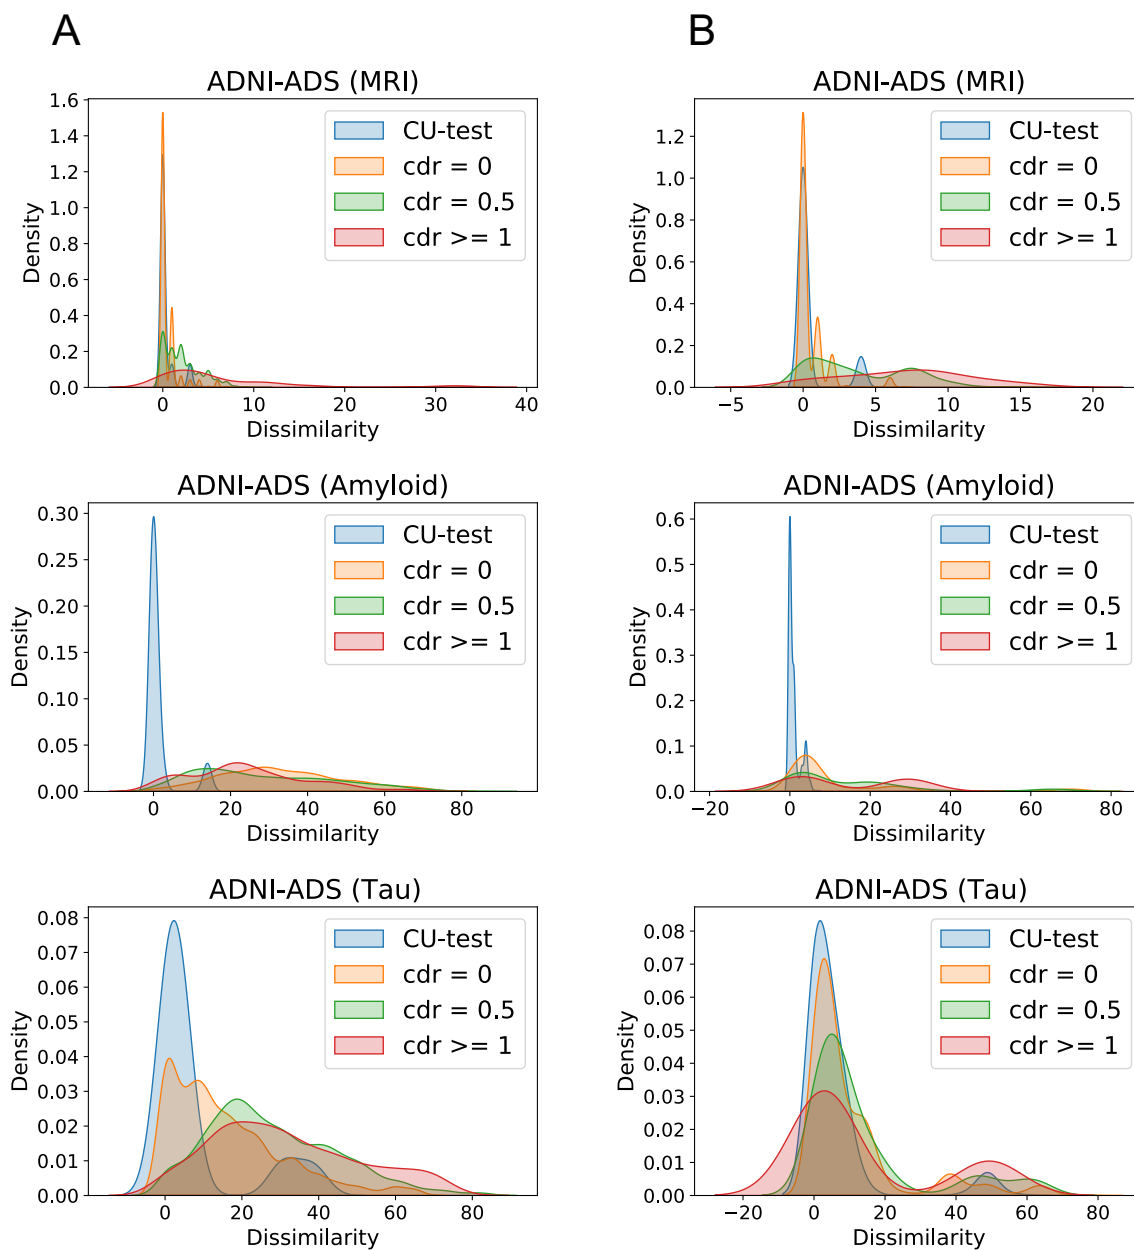 A
B
ADNI-ADS (MRI)
1.6
1.4
1.2
1.0
0.8
0.6
0.4
0.2
0.0
Density
CU-test
cdr = 0
cdr = 0.5
cdr >= 1
0
10
20
30
40
Dissimilarity
ADNI-ADS (MRI)
1.2
1.0
0.8
0.6
0.4
0.2
0.0
Density
CU-test
cdr = 0
cdr = 0.5
cdr >= 1
−5
0
5
10
15
20
Dissimilarity
ADNI-ADS (Amyloid)
0.30
0.25
0.20
0.15
0.10
0.05
0.00
Density
CU-test
cdr = 0
cdr = 0.5
cdr >= 1
0
20
40
60
80
Dissimilarity
ADNI-ADS (Amyloid)
0.6
0.5
0.4
0.3
0.2
0.1
0.0
Density
CU-test
cdr = 0
cdr = 0.5
cdr >= 1
−20
0
20
40
60
80
Dissimilarity
ADNI-ADS (Tau)
0.08
0.07
0.06
0.05
0.04
0.03
0.02
0.01
0.00
Density
CU-test
cdr = 0
cdr = 0.5
cdr >= 1
0
20
40
60
80
Dissimilarity
ADNI-ADS (Tau)
0.08
0.07
0.06
0.05
0.04
0.03
0.02
0.01
0.00
Density
CU-test
cdr = 0
cdr = 0.5
cdr >= 1
−20
0
20
40
60
80
Dissimilarity